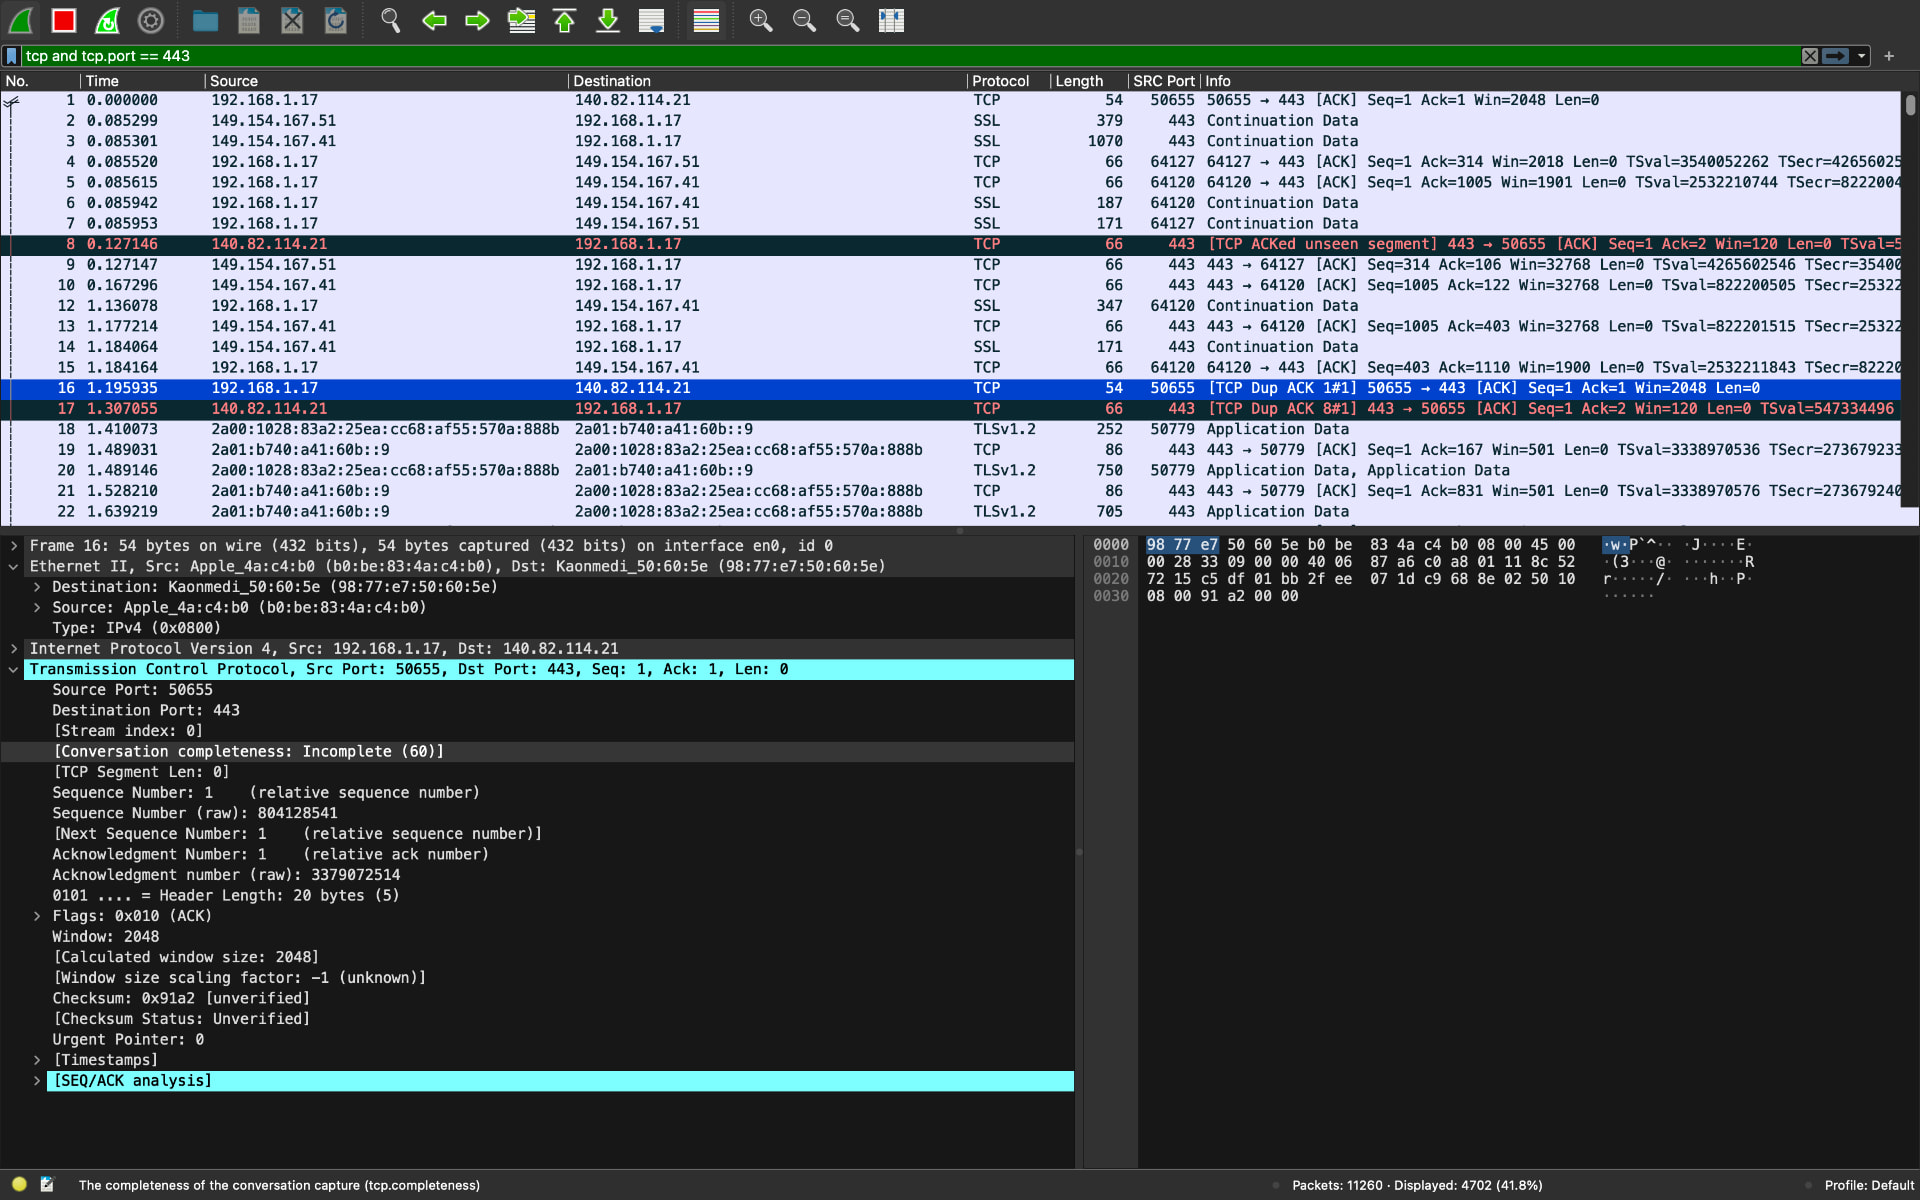 tcp and tcp.port == 443
No. Time Source Destination Protocol Length SRC Port Info
1 0.000000 192.168.1.17 140.82.114.21 TCP 54 50655 50655 → 443 [ACK] Seq=1 Ack=1 Win=2048 Len=0
2 0.085299 149.154.167.51 192.168.1.17 SSL 379 443 Continuation Data
3 0.085301 149.154.167.41 192.168.1.17 SSL 1070 443 Continuation Data
4 0.085520 192.168.1.17 149.154.167.51 TCP 66 64127 64127 → 443 [ACK] Seq=1 Ack=314 Win=2018 Len=0 TSval=3540052262 TSecr=42656025
5 0.085615 192.168.1.17 149.154.167.41 TCP 66 64120 64120 → 443 [ACK] Seq=1 Ack=1005 Win=1901 Len=0 TSval=2532210744 TSecr=8222004
6 0.085942 192.168.1.17 149.154.167.41 SSL 187 64120 Continuation Data
7 0.085953 192.168.1.17 149.154.167.51 SSL 171 64127 Continuation Data
8 0.127146 140.82.114.21 192.168.1.17 TCP 66 443 [TCP ACKed unseen segment] 443 → 50655 [ACK] Seq=1 Ack=2 Win=120 Len=0 TSval=5
9 0.127147 149.154.167.51 192.168.1.17 TCP 66 443 443 → 64127 [ACK] Seq=314 Ack=106 Win=32768 Len=0 TSval=4265602546 TSecr=35400
10 0.167296 149.154.167.41 192.168.1.17 TCP 66 443 443 → 64120 [ACK] Seq=1005 Ack=122 Win=32768 Len=0 TSval=822200505 TSecr=25322
12 1.136078 192.168.1.17 149.154.167.41 SSL 347 64120 Continuation Data
13 1.177214 149.154.167.41 192.168.1.17 TCP 66 443 443 → 64120 [ACK] Seq=1005 Ack=403 Win=32768 Len=0 TSval=822201515 TSecr=25322
14 1.184064 149.154.167.41 192.168.1.17 SSL 171 443 Continuation Data
15 1.184164 192.168.1.17 149.154.167.41 TCP 66 64120 64120 → 443 [ACK] Seq=403 Ack=1110 Win=1900 Len=0 TSval=2532211843 TSecr=82220
16 1.195935 192.168.1.17 140.82.114.21 TCP 54 50655 [TCP Dup ACK 1#1] 50655 → 443 [ACK] Seq=1 Ack=1 Win=2048 Len=0
17 1.307055 140.82.114.21 192.168.1.17 TCP 66 443 [TCP Dup ACK 8#1] 443 → 50655 [ACK] Seq=1 Ack=2 Win=120 Len=0 TSval=547334496
18 1.410073 2a00:1028:83a2:25ea:cc68:af55:570a:888b 2a01:b740:a41:60b::9 TLSv1.2 252 50779 Application Data
19 1.489031 2a01:b740:a41:60b::9 2a00:1028:83a2:25ea:cc68:af55:570a:888b TCP 86 443 443 → 50779 [ACK] Seq=1 Ack=167 Win=501 Len=0 TSval=3338970536 TSecr=273679233
20 1.489146 2a00:1028:83a2:25ea:cc68:af55:570a:888b 2a01:b740:a41:60b::9 TLSv1.2 750 50779 Application Data, Application Data
21 1.528210 2a01:b740:a41:60b::9 2a00:1028:83a2:25ea:cc68:af55:570a:888b TCP 86 443 443 → 50779 [ACK] Seq=1 Ack=831 Win=501 Len=0 TSval=3338970576 TSecr=273679240
22 1.639219 2a01:b740:a41:60b::9 2a00:1028:83a2:25ea:cc68:af55:570a:888b TLSv1.2 705 443 Application Data
Frame 16: 54 bytes on wire (432 bits), 54 bytes captured (432 bits) on interface en0, id 0
Ethernet II, Src: Apple_4a:c4:b0 (b0:be:83:4a:c4:b0), Dst: Kaonmedi_50:60:5e (98:77:e7:50:60:5e)
Destination: Kaonmedi_50:60:5e (98:77:e7:50:60:5e)
Source: Apple_4a:c4:b0 (b0:be:83:4a:c4:b0)
Type: IPv4 (0x0800)
Internet Protocol Version 4, Src: 192.168.1.17, Dst: 140.82.114.21
Transmission Control Protocol, Src Port: 50655, Dst Port: 443, Seq: 1, Ack: 1, Len: 0
Source Port: 50655
Destination Port: 443
[Stream index: 0]
[Conversation completeness: Incomplete (60)]
[TCP Segment Len: 0]
Sequence Number: 1 (relative sequence number)
Sequence Number (raw): 804128541
[Next Sequence Number: 1 (relative sequence number)]
Acknowledgment Number: 1 (relative ack number)
Acknowledgment number (raw): 3379072514
0101 .... = Header Length: 20 bytes (5)
Flags: 0x010 (ACK)
Window: 2048
[Calculated window size: 2048]
[Window size scaling factor: -1 (unknown)]
Checksum: 0x91a2 [unverified]
[Checksum Status: Unverified]
Urgent Pointer: 0
[Timestamps]
[SEQ/ACK analysis]
0000 98 77 e7 50 60 5e b0 be 83 4a c4 b0 08 00 45 00 ·w·P`^·· ·J····E·
0010 00 28 33 09 00 00 40 06 87 a6 c0 a8 01 11 8c 52 ·(3···@· ·······R
0020 72 15 c5 df 01 bb 2f ee 07 1d c9 68 8e 02 50 10 r·····/· ···h··P·
0030 08 00 91 a2 00 00 ······
The completeness of the conversation capture (tcp.completeness)
Packets: 11260 · Displayed: 4702 (41.8%)
Profile: Default